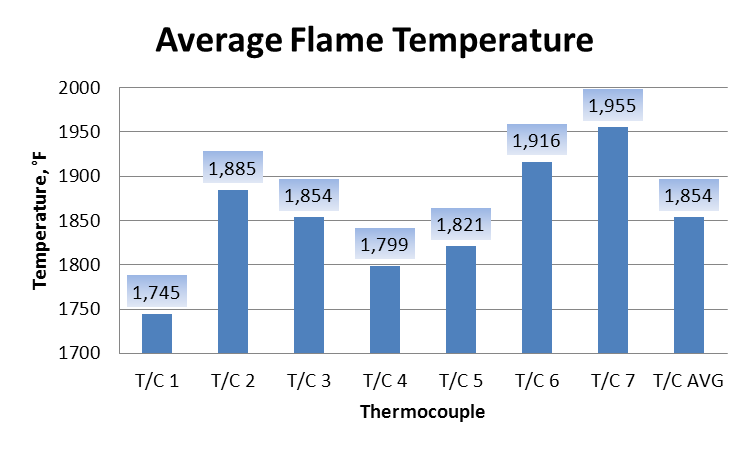 Average Flame Temperature
Temperature, °F
2000
1950
1900
1850
1800
1750
1700
1,745
1,885
1,854
1,799
1,821
1,916
1,955
1,854
T/C 1
T/C 2
T/C 3
T/C 4
T/C 5
T/C 6
T/C 7
T/C AVG
Thermocouple